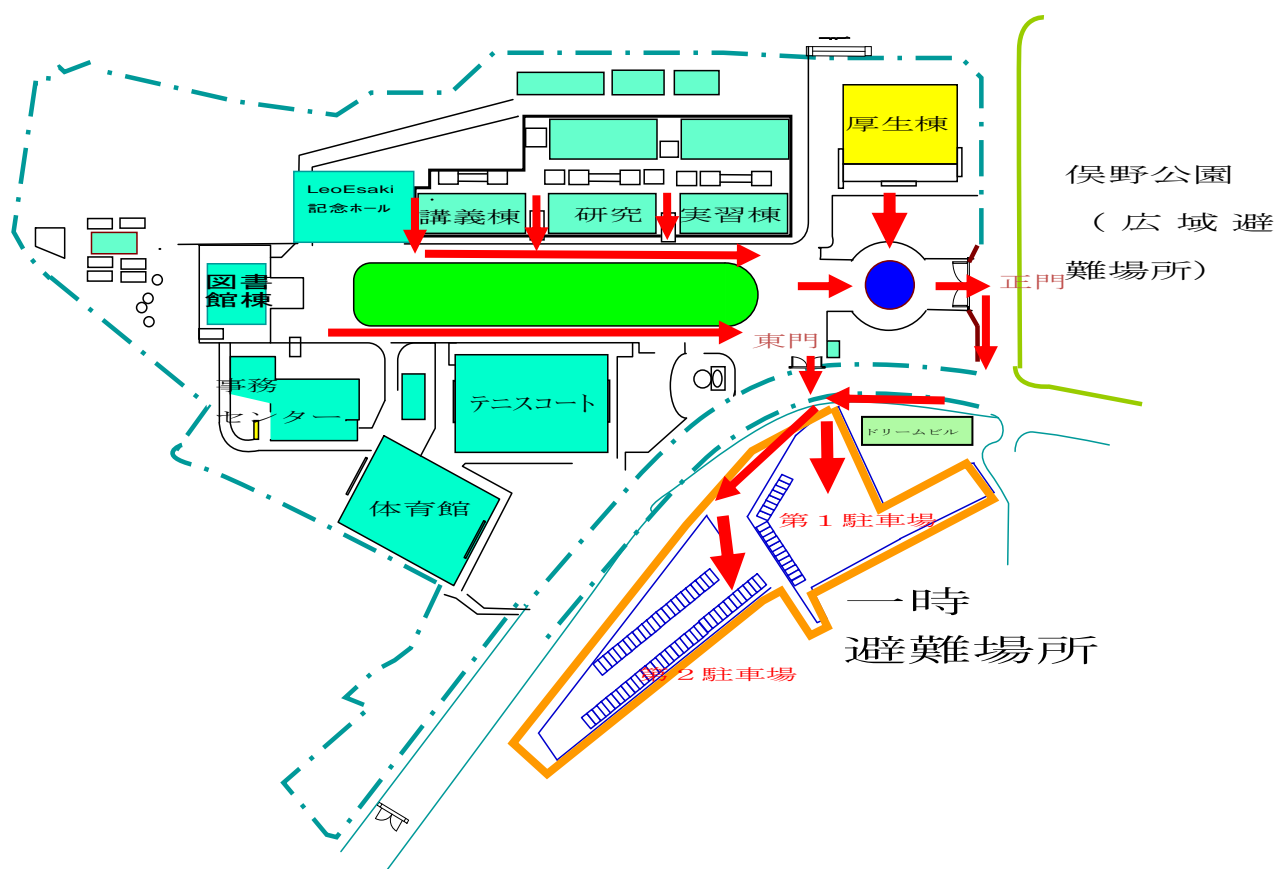 厚生棟
俣野公園
（広域避
難場所）
LeoEsaki
記念ホール
講義棟
研究
実習棟
図書
館棟
正門
東門
事務
センター
テニスコート
ドリームビル
体育館
第１駐車場
一時
避難場所
第２駐車場